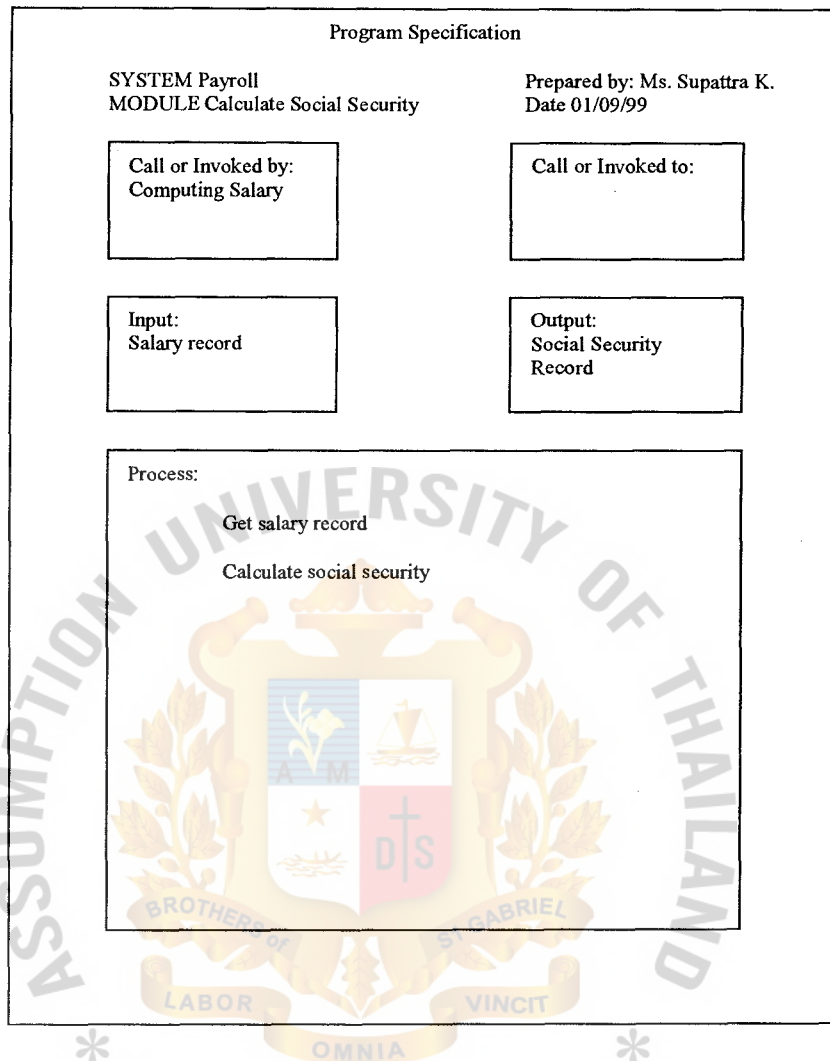 Program Specification
SYSTEM Payroll
MODULE Calculate Social Security
Prepared by: Ms. Supattra K.
Date 01/09/99
Call or Invoked by:
Computing Salary
Call or Invoked to:
Input:
Salary record
Output:
Social Security
Record
Process:
Get salary record
Calculate social security
ASSUMPTION UNIVERSITY OF THAILAND
A M
D S
BROTHERS of ST GABRIEL
LABOR
VINCIT
OMNIA